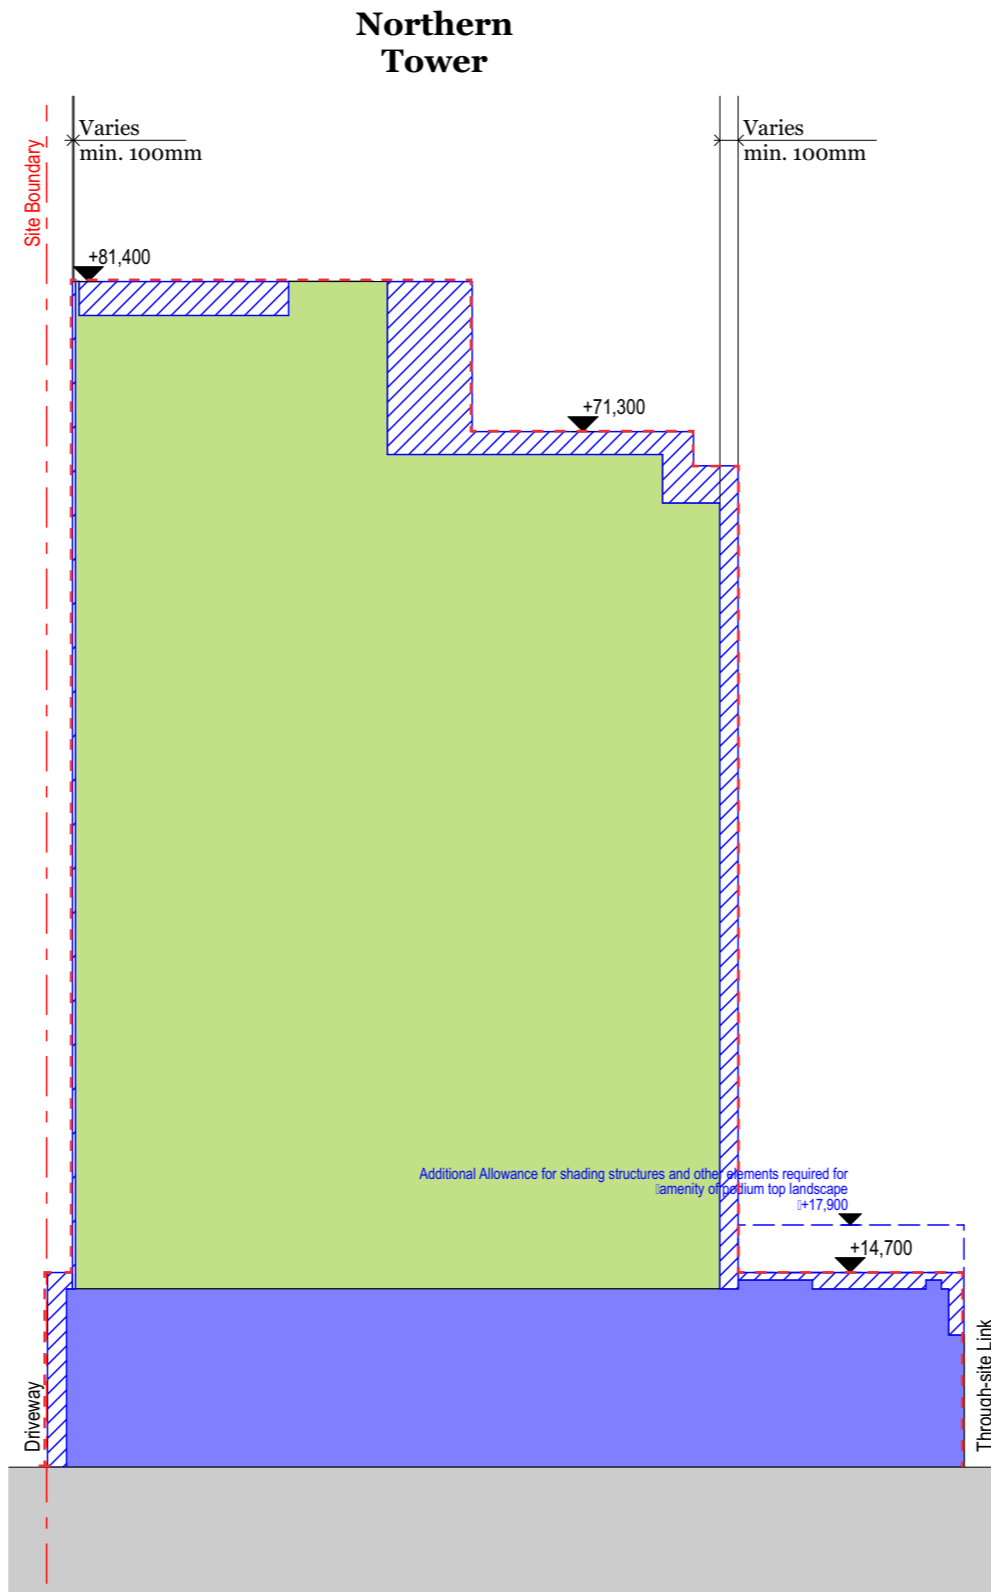 Northern
Tower
Varies
min. 100mm
Varies
min. 100mm
Site Boundary
+81,400
+71,300
Additional Allowance for shading structures and other elements required for
▯amenity of podium top landscape
▯+17,900
+14,700
Driveway
Through-site Link